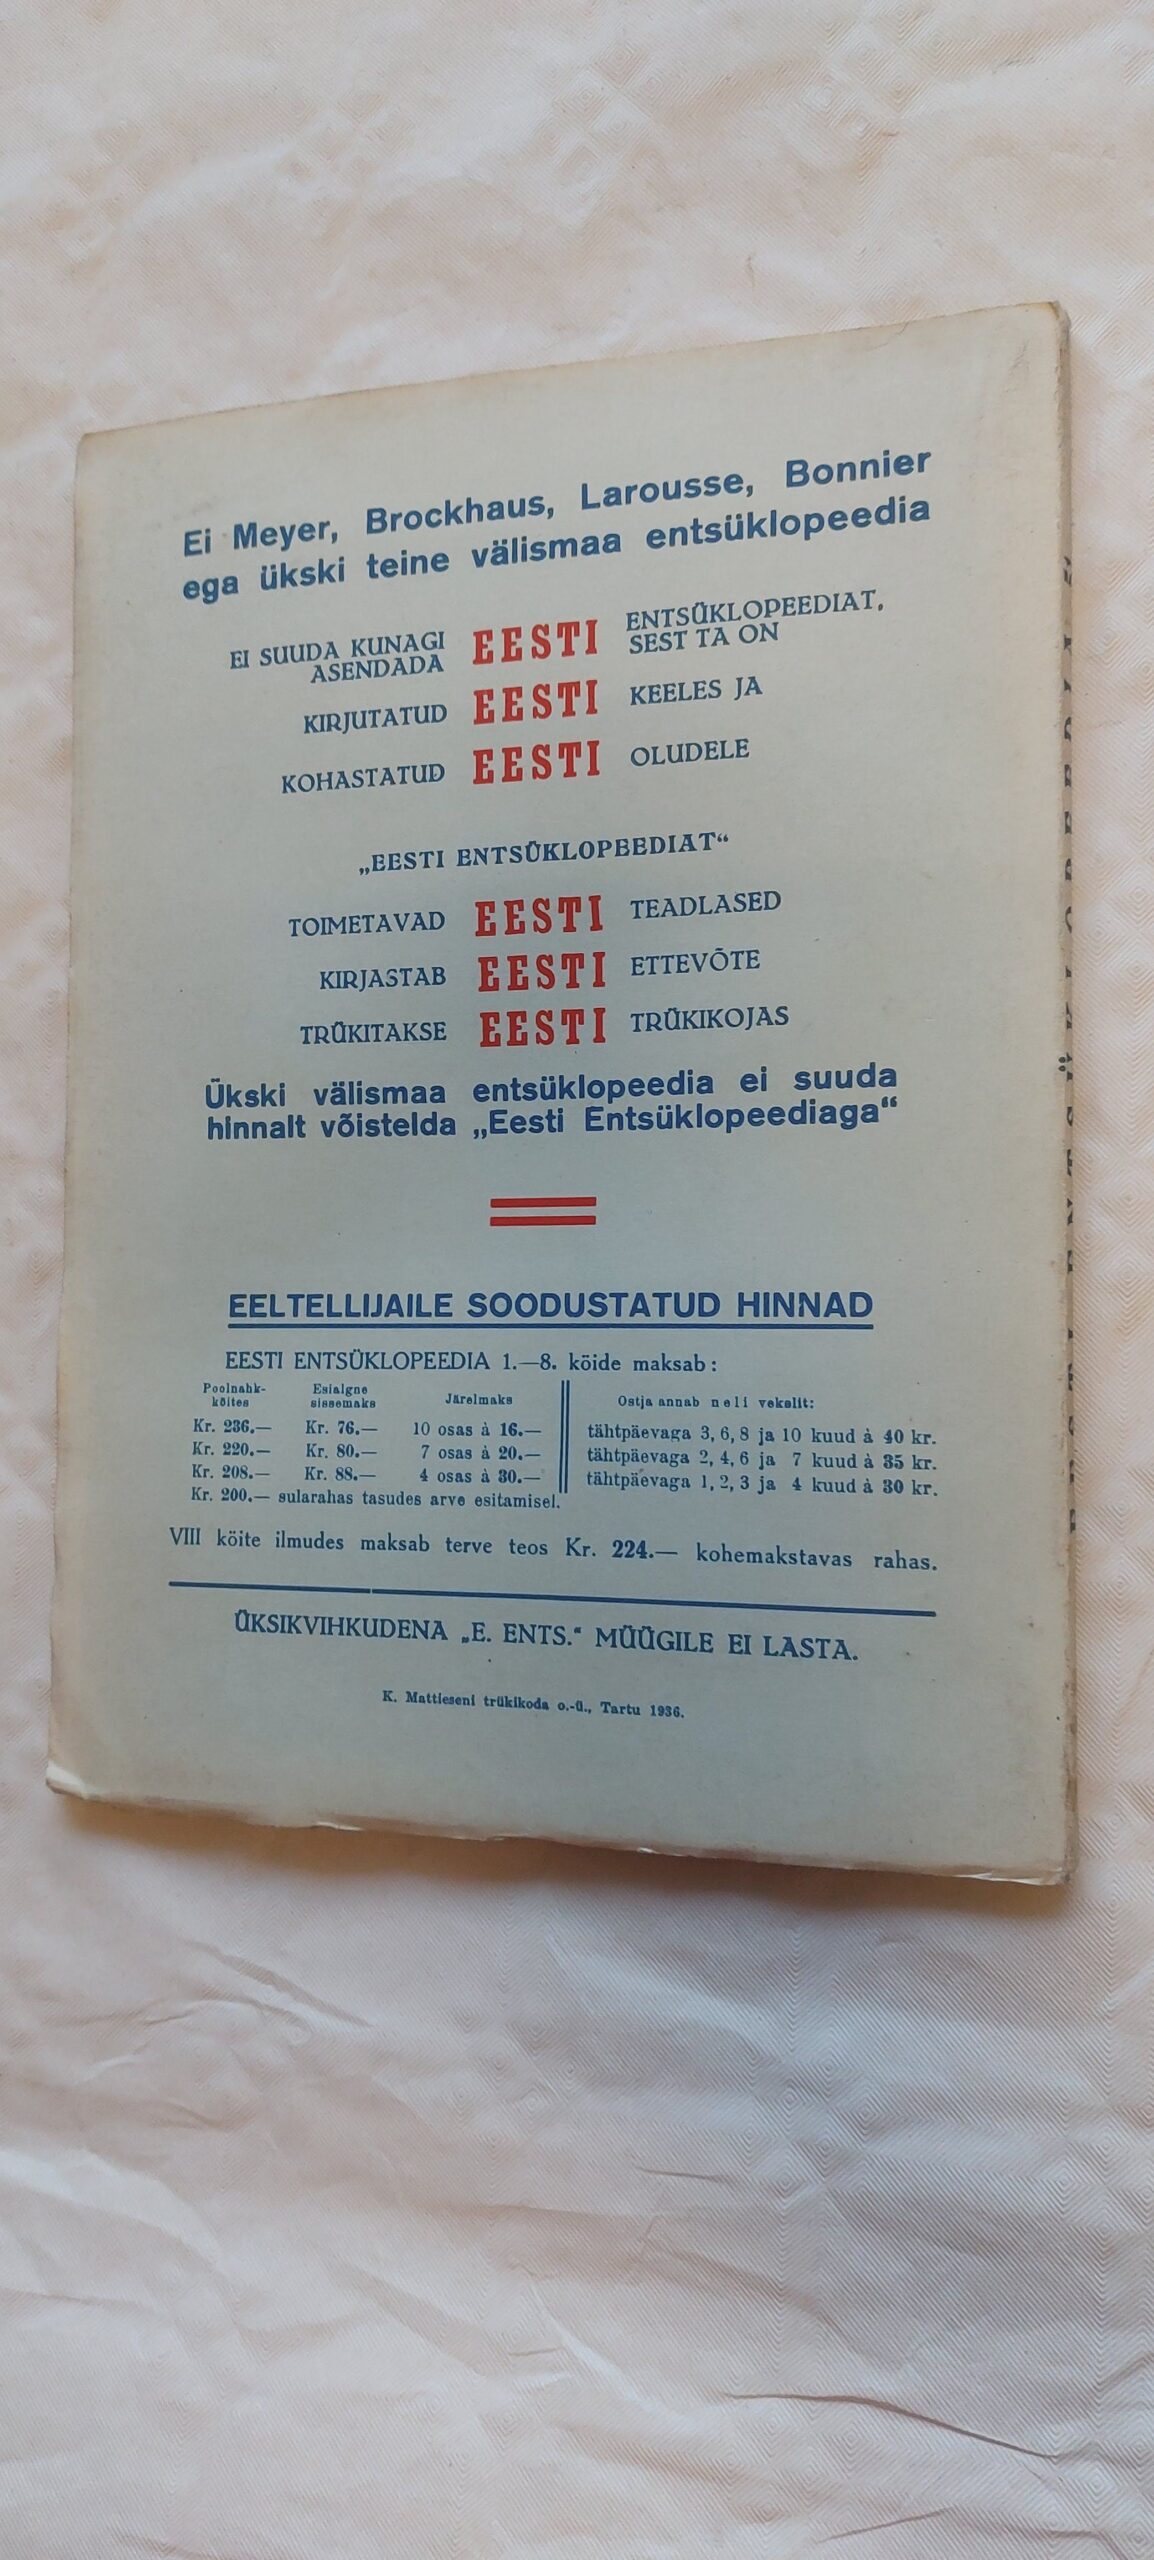 Ei Meyer, Brockhaus, Larousse, Bonnier
ega ükski teine välismaa entsüklopeedia
EI SUUDA KUNAGI ASENDADA EESTI ENTSÜKLOPEEDIAT, SEST TA ON
KIRJUTATUD EESTI KEELES JA
KOHASTATUD EESTI OLUDELE
„EESTI ENTSÜKLOPEEDIAT“
TOIMETAVAD EESTI TEADLASED
KIRJASTAB EESTI ETTEVÕTE
TRÜKITAKSE EESTI TRÜKIKOJAS
Ükski välismaa entsüklopeedia ei suuda
hinnalt võistelda „Eesti Entsüklopeediaga“
EELTELLIJAILE SOODUSTATUD HINNAD
EESTI ENTSÜKLOPEEDIA 1.—8. köide maksab:
Poolnahk-köites Esialgne sissemaks Järelmaks Ostja annab neli vekslit:
Kr. 236.— Kr. 76.— 10 osas à 16.— tähtpäevaga 3, 6, 8 ja 10 kuud à 40 kr.
Kr. 220.— Kr. 80.— 7 osas à 20.— tähtpäevaga 2, 4, 6 ja 7 kuud à 35 kr.
Kr. 208.— Kr. 88.— 4 osas à 30.— tähtpäevaga 1, 2, 3 ja 4 kuud à 30 kr.
Kr. 200.— sularahas tasudes arve esitamisel.
VIII köite ilmudes maksab terve teos Kr. 224.— kohemakstavas rahas.
ÜKSIKVIHKUDENA „E. ENTS.“ MÜÜGILE EI LASTA.
K. Mattieseni trükikoda o.-ü., Tartu 1936.